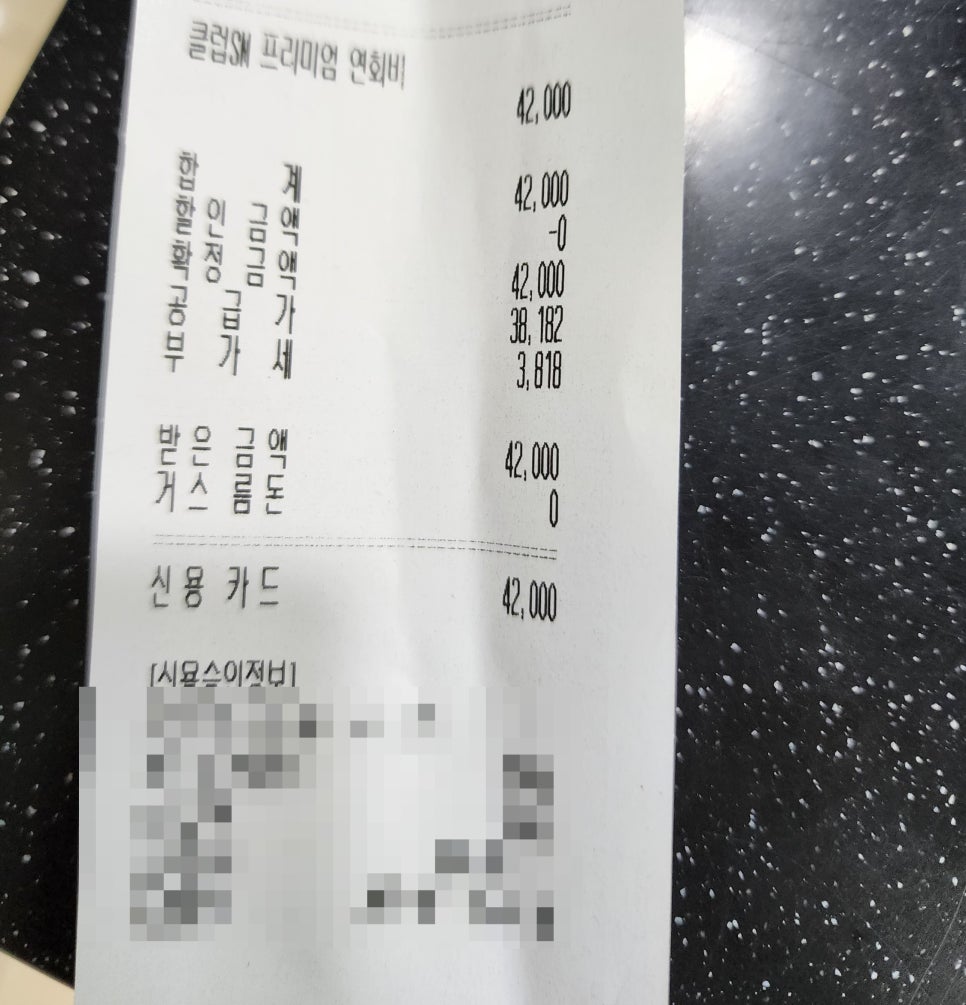 클럽SM 프리미엄 연회비
42,000
합 계 42,000
할 인 금 액 -0
확 정 금 액 42,000
공 급 가 38,182
부 가 세 3,818
받 은 금 액 42,000
거 스 름 돈 0
신 용 카 드 42,000
[신용승인정보]